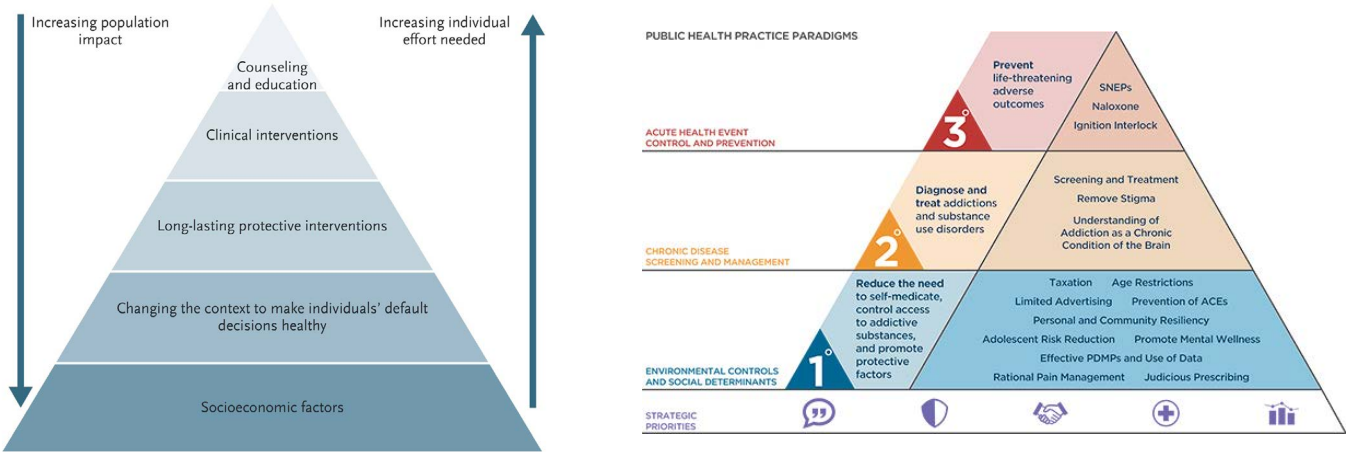 Increasing population
impact
Increasing individual
effort needed
Counseling
and education
Clinical interventions
Long-lasting protective interventions
Changing the context to make individuals’ default
decisions healthy
Socioeconomic factors
PUBLIC HEALTH PRACTICE PARADIGMS
ACUTE HEALTH EVENT
CONTROL AND PREVENTION
3°
Prevent
life-threatening
adverse
outcomes
SNEPs
Naloxone
Ignition Interlock
CHRONIC DISEASE
SCREENING AND MANAGEMENT
2°
Diagnose and
treat addictions
and substance
use disorders
Screening and Treatment
Remove Stigma
Understanding of
Addiction as a Chronic
Condition of the Brain
ENVIRONMENTAL CONTROLS
AND SOCIAL DETERMINANTS
1°
Reduce the need
to self-medicate,
control access
to addictive
substances,
and promote
protective
factors
Taxation Age Restrictions
Limited Advertising Prevention of ACEs
Personal and Community Resiliency
Adolescent Risk Reduction Promote Mental Wellness
Effective PDMPs and Use of Data
Rational Pain Management Judicious Prescribing
STRATEGIC
PRIORITIES